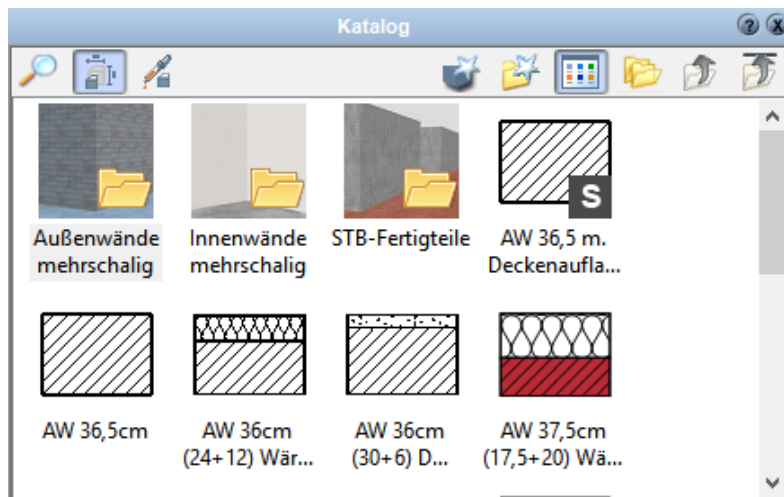 Katalog
Außenwände
mehrschalig
Innenwände
mehrschalig
STB-Fertigteile
S
AW 36,5 m.
Deckenaufla...
AW 36,5cm
AW 36cm
(24+12) Wär...
AW 36cm
(30+6) D...
AW 37,5cm
(17,5+20) Wä...